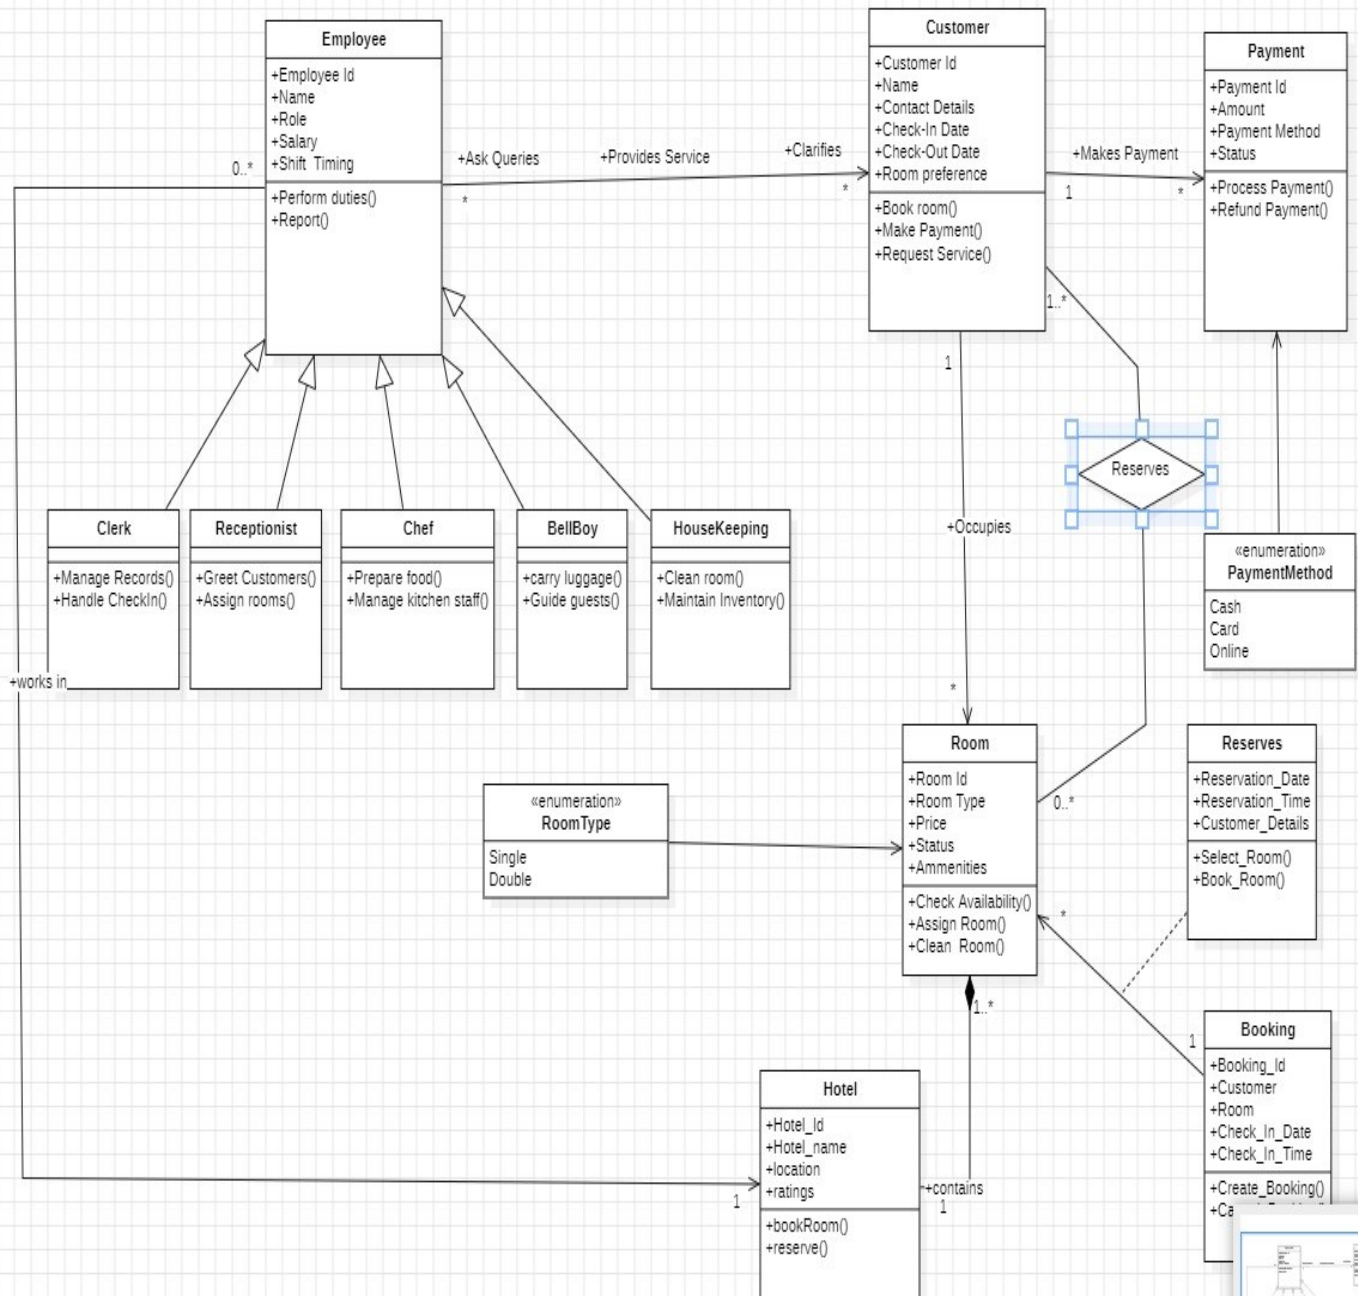 Employee
+Employee Id
+Name
+Role
+Salary
+Shift  Timing
+Perform duties()
+Report()
0..*
+Ask Queries
*
+Provides Service
+Clarifies
*
Customer
+Customer Id
+Name
+Contact Details
+Check-In Date
+Check-Out Date
+Room preference
+Book room()
+Make Payment()
+Request Service()
+Makes Payment
1
*
Payment
+Payment Id
+Amount
+Payment Method
+Status
+Process Payment()
+Refund Payment()
1..*
1
Reserves
+Occupies
*
Clerk
+Manage Records()
+Handle CheckIn()
Receptionist
+Greet Customers()
+Assign rooms()
Chef
+Prepare food()
+Manage kitchen staff()
BellBoy
+carry luggage()
+Guide guests()
HouseKeeping
+Clean room()
+Maintain Inventory()
«enumeration»
PaymentMethod
Cash
Card
Online
+works in
Room
+Room Id
+Room Type
+Price
+Status
+Ammenities
+Check Availability()
+Assign Room()
+Clean  Room()
0..*
«enumeration»
RoomType
Single
Double
Reserves
+Reservation_Date
+Reservation_Time
+Customer_Details
+Select_Room()
+Book_Room()
*
1
1..*
Booking
+Booking_Id
+Customer
+Room
+Check_In_Date
+Check_In_Time
+Create_Booking()
Hotel
+Hotel_Id
+Hotel_name
+location
+ratings
+bookRoom()
+reserve()
+contains
1
1